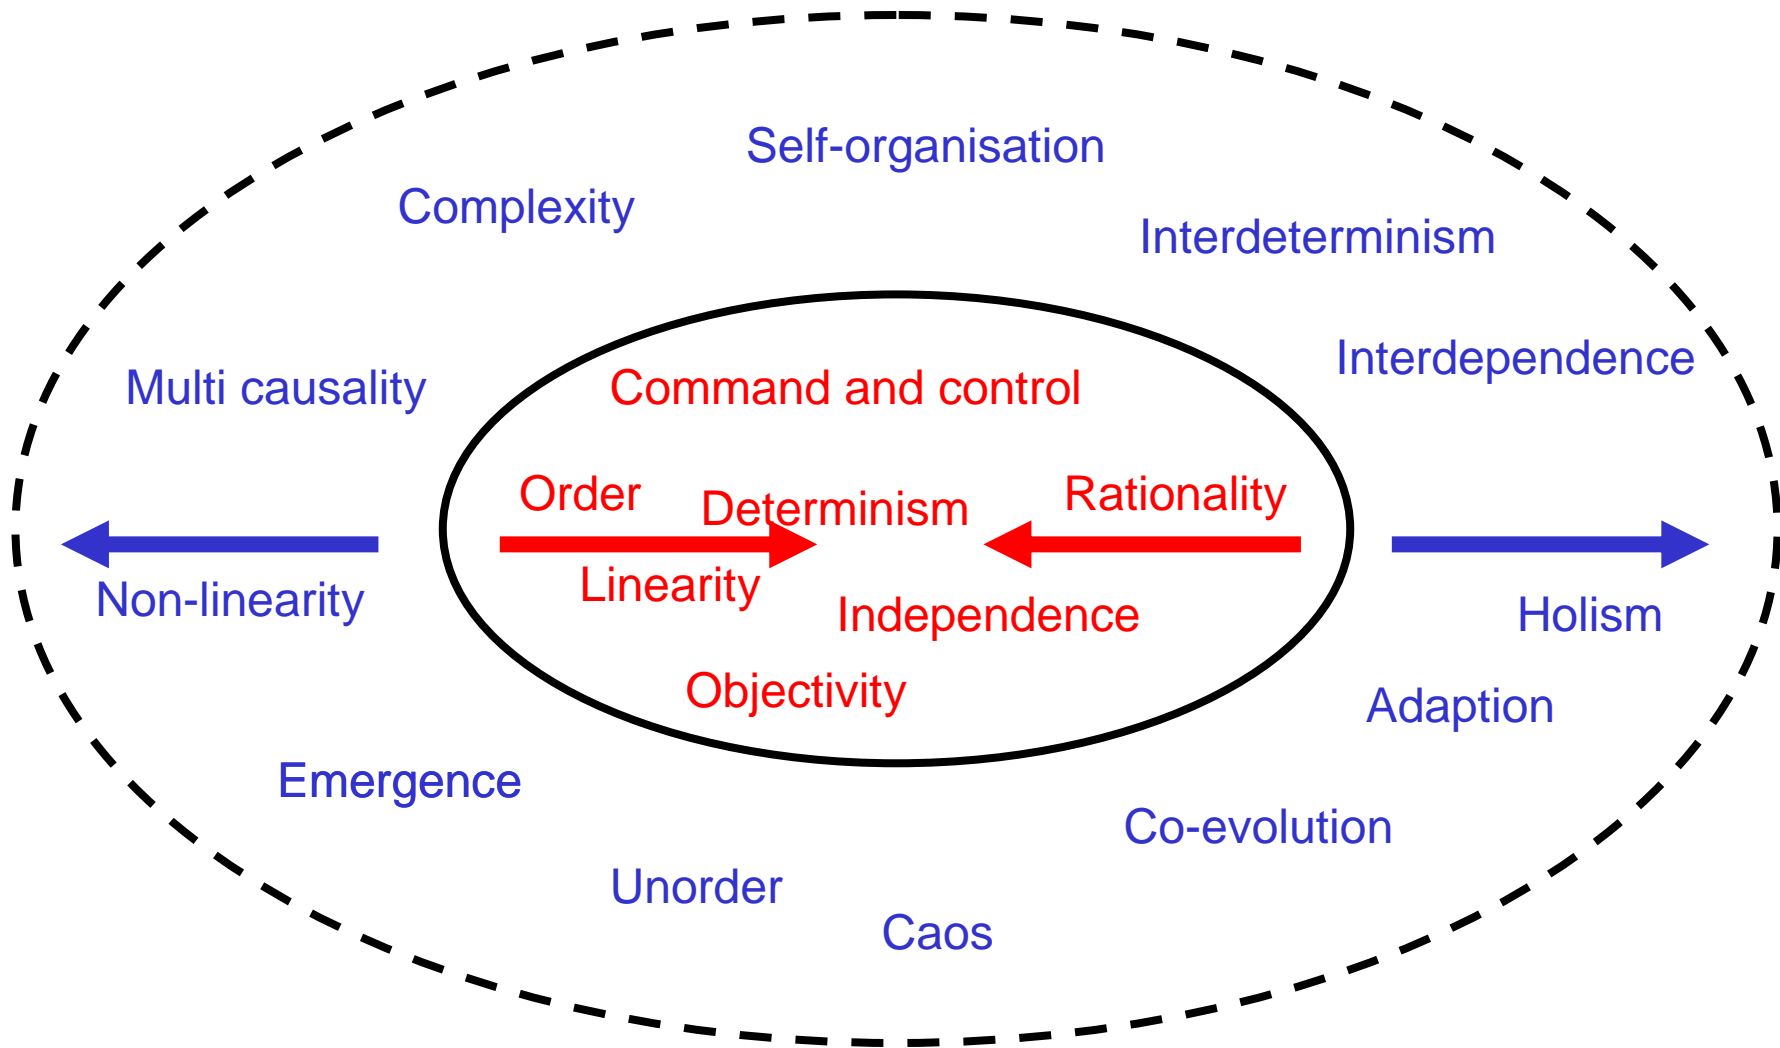 Self-organisation
Complexity
Interdeterminism
Interdependence
Multi causality
Command and control
Order
Determinism
Rationality
Linearity
Non-linearity
Independence
Holism
Objectivity
Adaption
Emergence
Co-evolution
Unorder
Caos